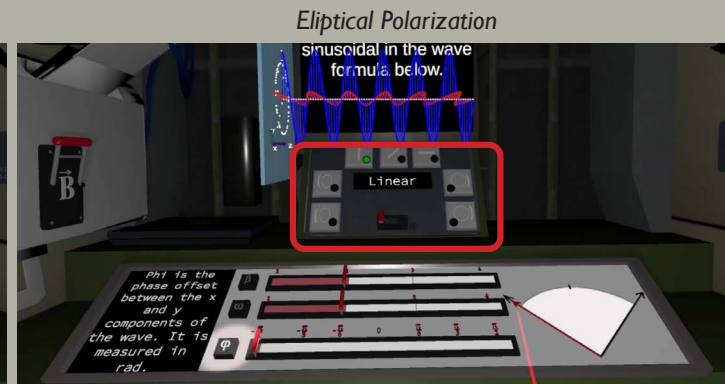 Eliptical Polarization
sinusoidal in the wave
formula below.
Y
X Z
B
Linear
Phi is the
phase offset
between the x
and y
components of
the wave. It is
measured in
rad.
β
ω
φ
0